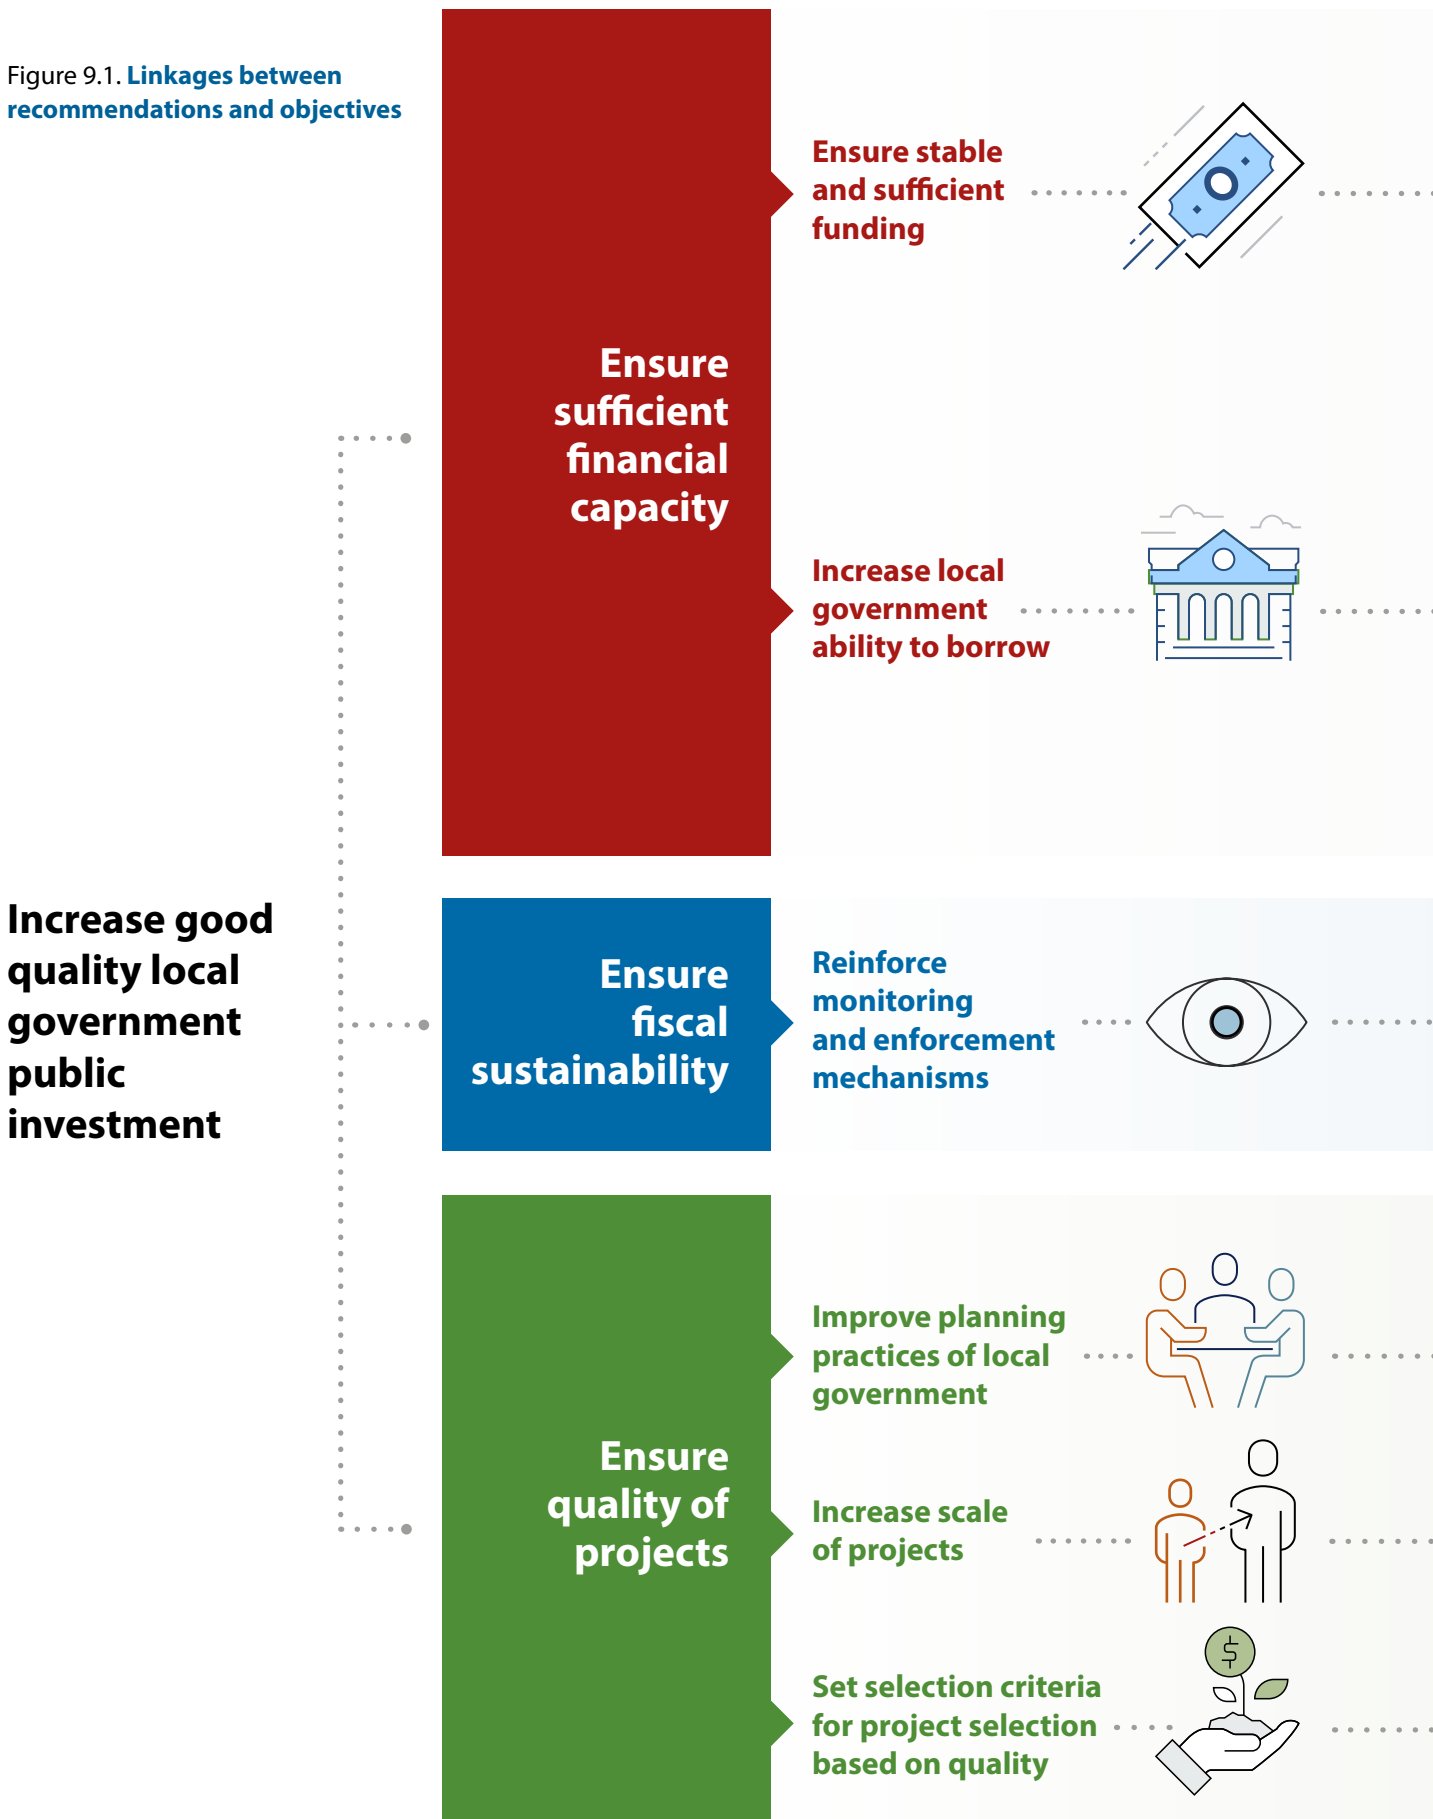 Figure 9.1. Linkages between
recommendations and objectives
Increase good
quality local
government
public
investment
Ensure
sufficient
financial
capacity
Ensure stable
and sufficient
funding
Increase local
government
ability to borrow
Ensure
fiscal
sustainability
Reinforce
monitoring
and enforcement
mechanisms
Ensure
quality of
projects
Improve planning
practices of local
government
Increase scale
of projects
$
Set selection criteria
for project selection
based on quality